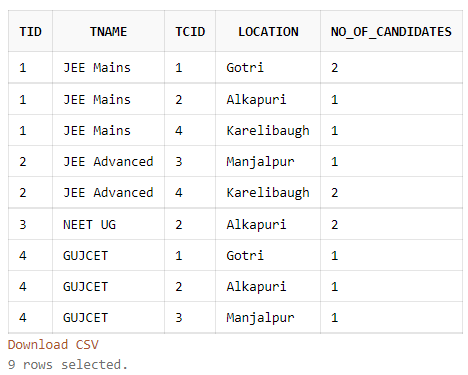 TID TNAME TCID LOCATION NO_OF_CANDIDATES
1 JEE Mains 1 Gotri 2
1 JEE Mains 2 Alkapuri 1
1 JEE Mains 4 Karelibaugh 1
2 JEE Advanced 3 Manjalpur 1
2 JEE Advanced 4 Karelibaugh 2
3 NEET UG 2 Alkapuri 2
4 GUJCET 1 Gotri 1
4 GUJCET 2 Alkapuri 1
4 GUJCET 3 Manjalpur 1
Download CSV
9 rows selected.